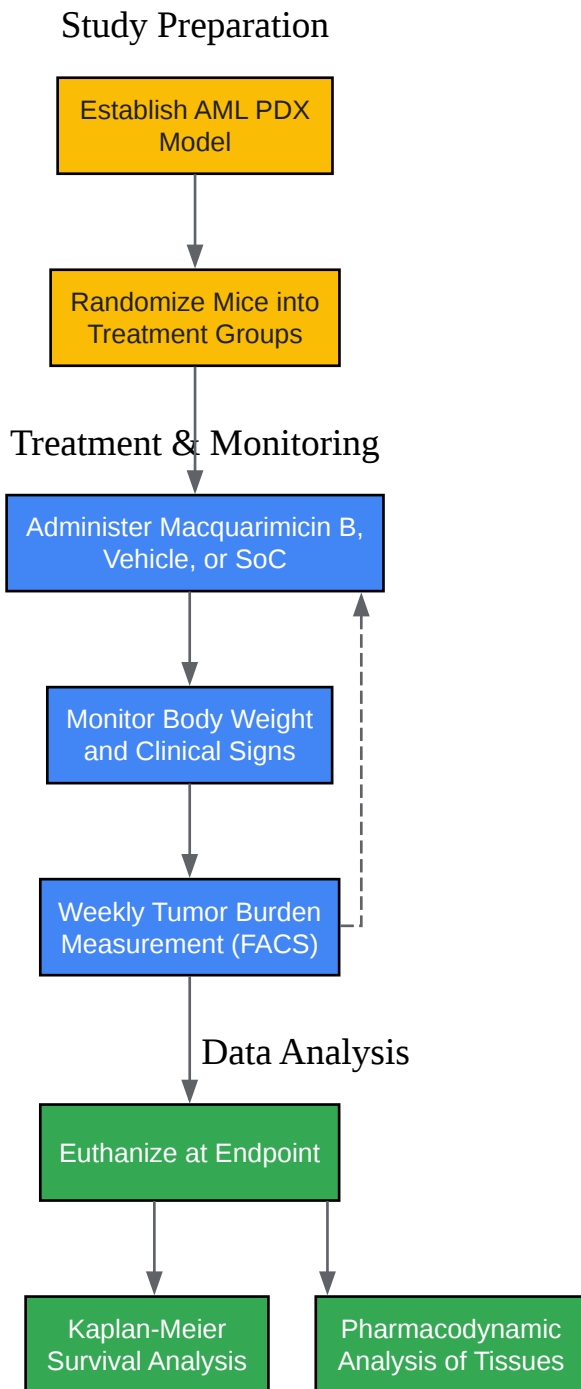 Study Preparation
Establish AML PDX
Model
Randomize Mice into
Treatment Groups
Treatment & Monitoring
Administer Macquarimicin B,
Vehicle, or SoC
Monitor Body Weight
and Clinical Signs
Weekly Tumor Burden
Measurement (FACS)
Data Analysis
Euthanize at Endpoint
Kaplan-Meier
Survival Analysis
Pharmacodynamic
Analysis of Tissues